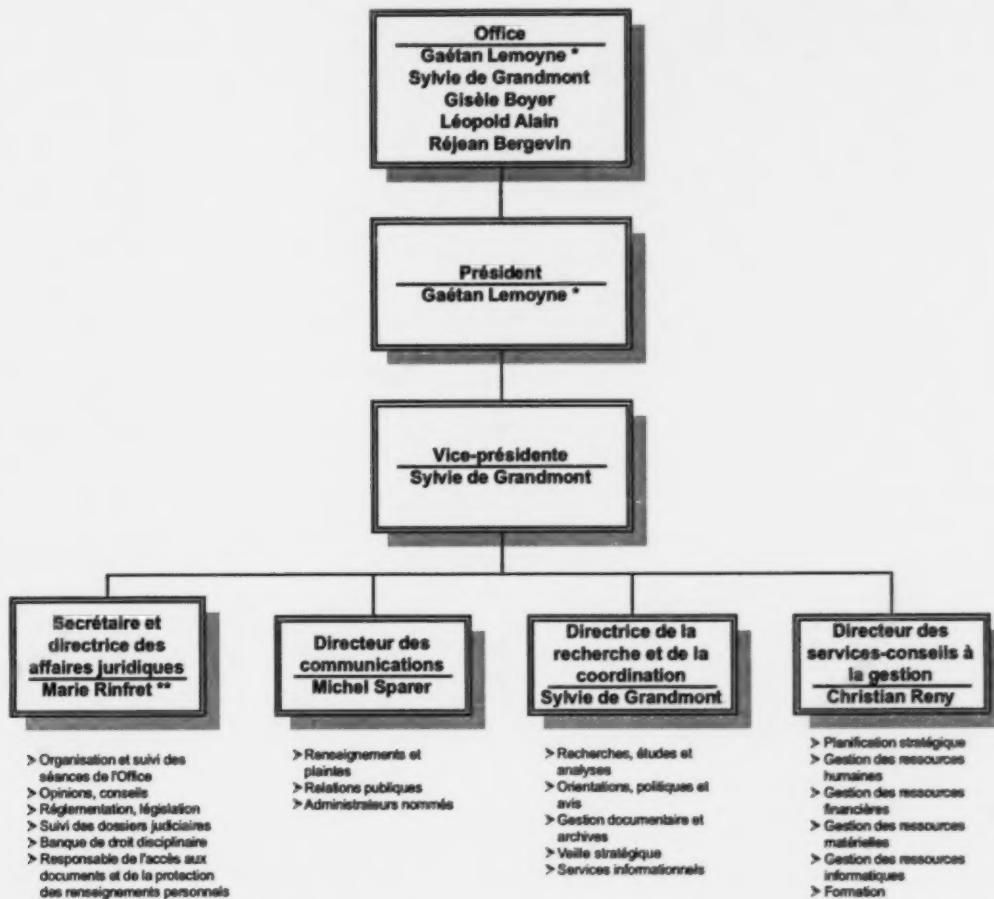 Office
Gaétan Lemoyne *
Sylvie de Grandmont
Gisèle Boyer
Léopold Alain
Réjean Bergevin
Président
Gaétan Lemoyne *
Vice-présidente
Sylvie de Grandmont
Secrétaire et
directrice des
affaires juridiques
Marie Rinfret **
➢ Organisation et suivi des
séances de l'Office
➢ Opinions, conseils
➢ Réglementation, législation
➢ Suivi des dossiers judiciaires
➢ Banque de droit disciplinaire
➢ Responsable de l'accès aux
documents et de la protection
des renseignements personnels
Directeur des
communications
Michel Sparer
➢ Renseignements et
plaintes
➢ Relations publiques
➢ Administrateurs nommés
Directrice de la
recherche et de la
coordination
Sylvie de Grandmont
➢ Recherches, études et
analyses
➢ Orientations, politiques et
avis
➢ Gestion documentaire et
archives
➢ Veille stratégique
➢ Services informationnels
Directeur des
services-conseils à
la gestion
Christian Reny
➢ Planification stratégique
➢ Gestion des ressources
humaines
➢ Gestion des ressources
financières
➢ Gestion des ressources
matérielles
➢ Gestion des ressources
informatiques
➢ Formation